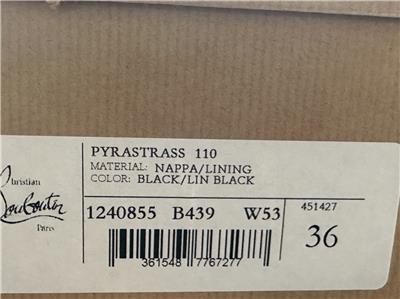 PYRASTRASS 110
MATERIAL: NAPPA/LINING
COLOR: BLACK/LIN BLACK
Christian
Louboutin
Paris
1240855 B439 W53
451427
36
361548 7767277